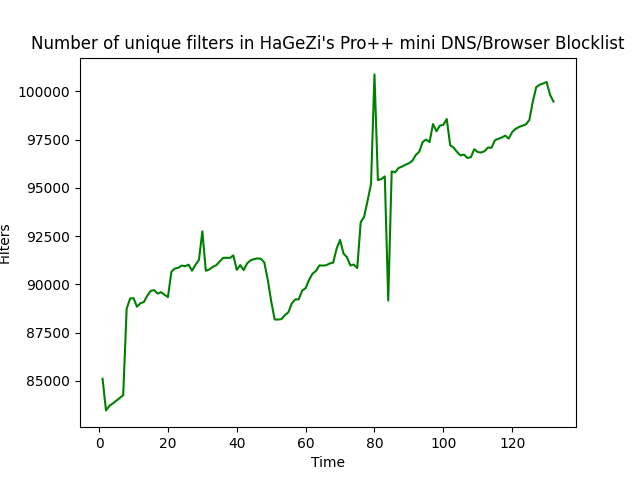 Number of unique filters in HaGeZi's Pro++ mini DNS/Browser Blocklist
100000
97500
95000
92500
90000
87500
85000
Filters
0 20 40 60 80 100 120
Time